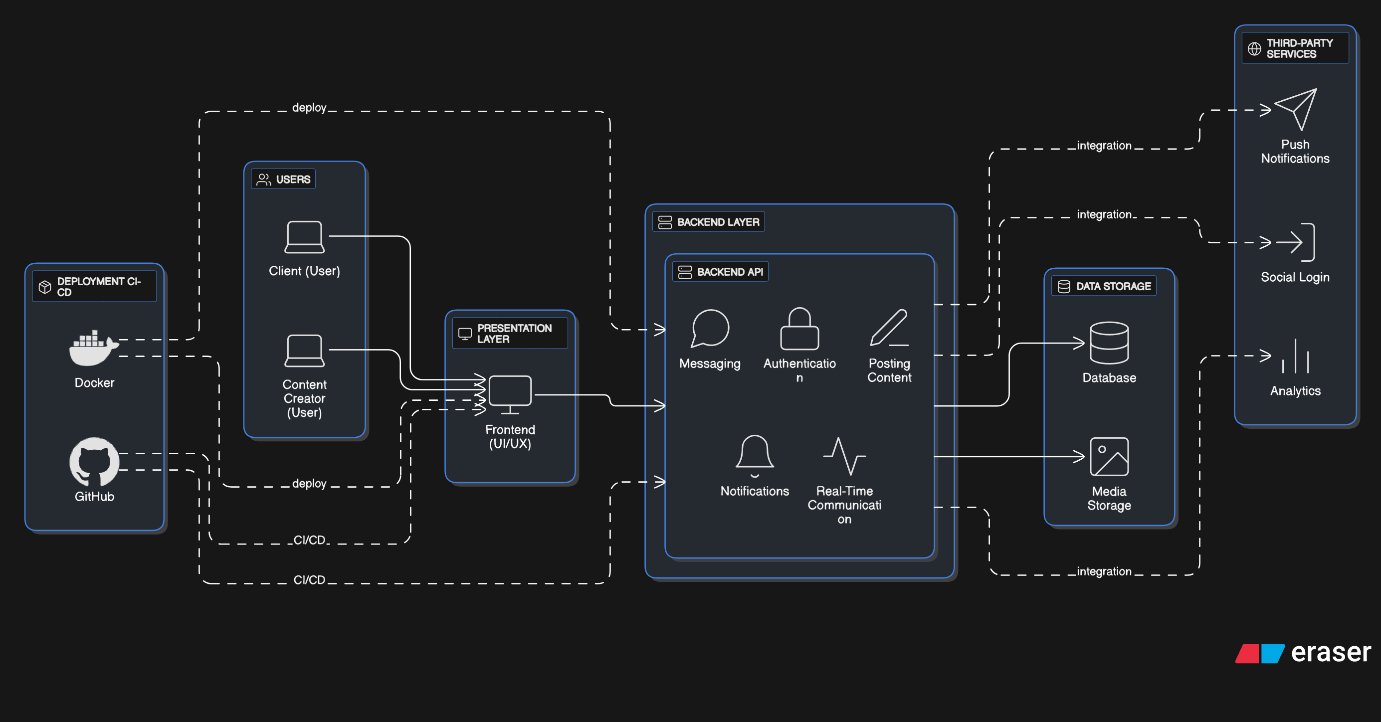 THIRD-PARTY
SERVICES
Push
Notifications
Social Login
Analytics
deploy
integration
integration
integration
USERS
Client (User)
Content
Creator
(User)
DEPLOYMENT CI-
CD
Docker
GitHub
deploy
CI/CD
CI/CD
PRESENTATION
LAYER
Frontend
(UI/UX)
BACKEND LAYER
BACKEND API
Messaging
Authenticatio
n
Posting
Content
Notifications
Real-Time
Communicati
on
DATA STORAGE
Database
Media
Storage
eraser